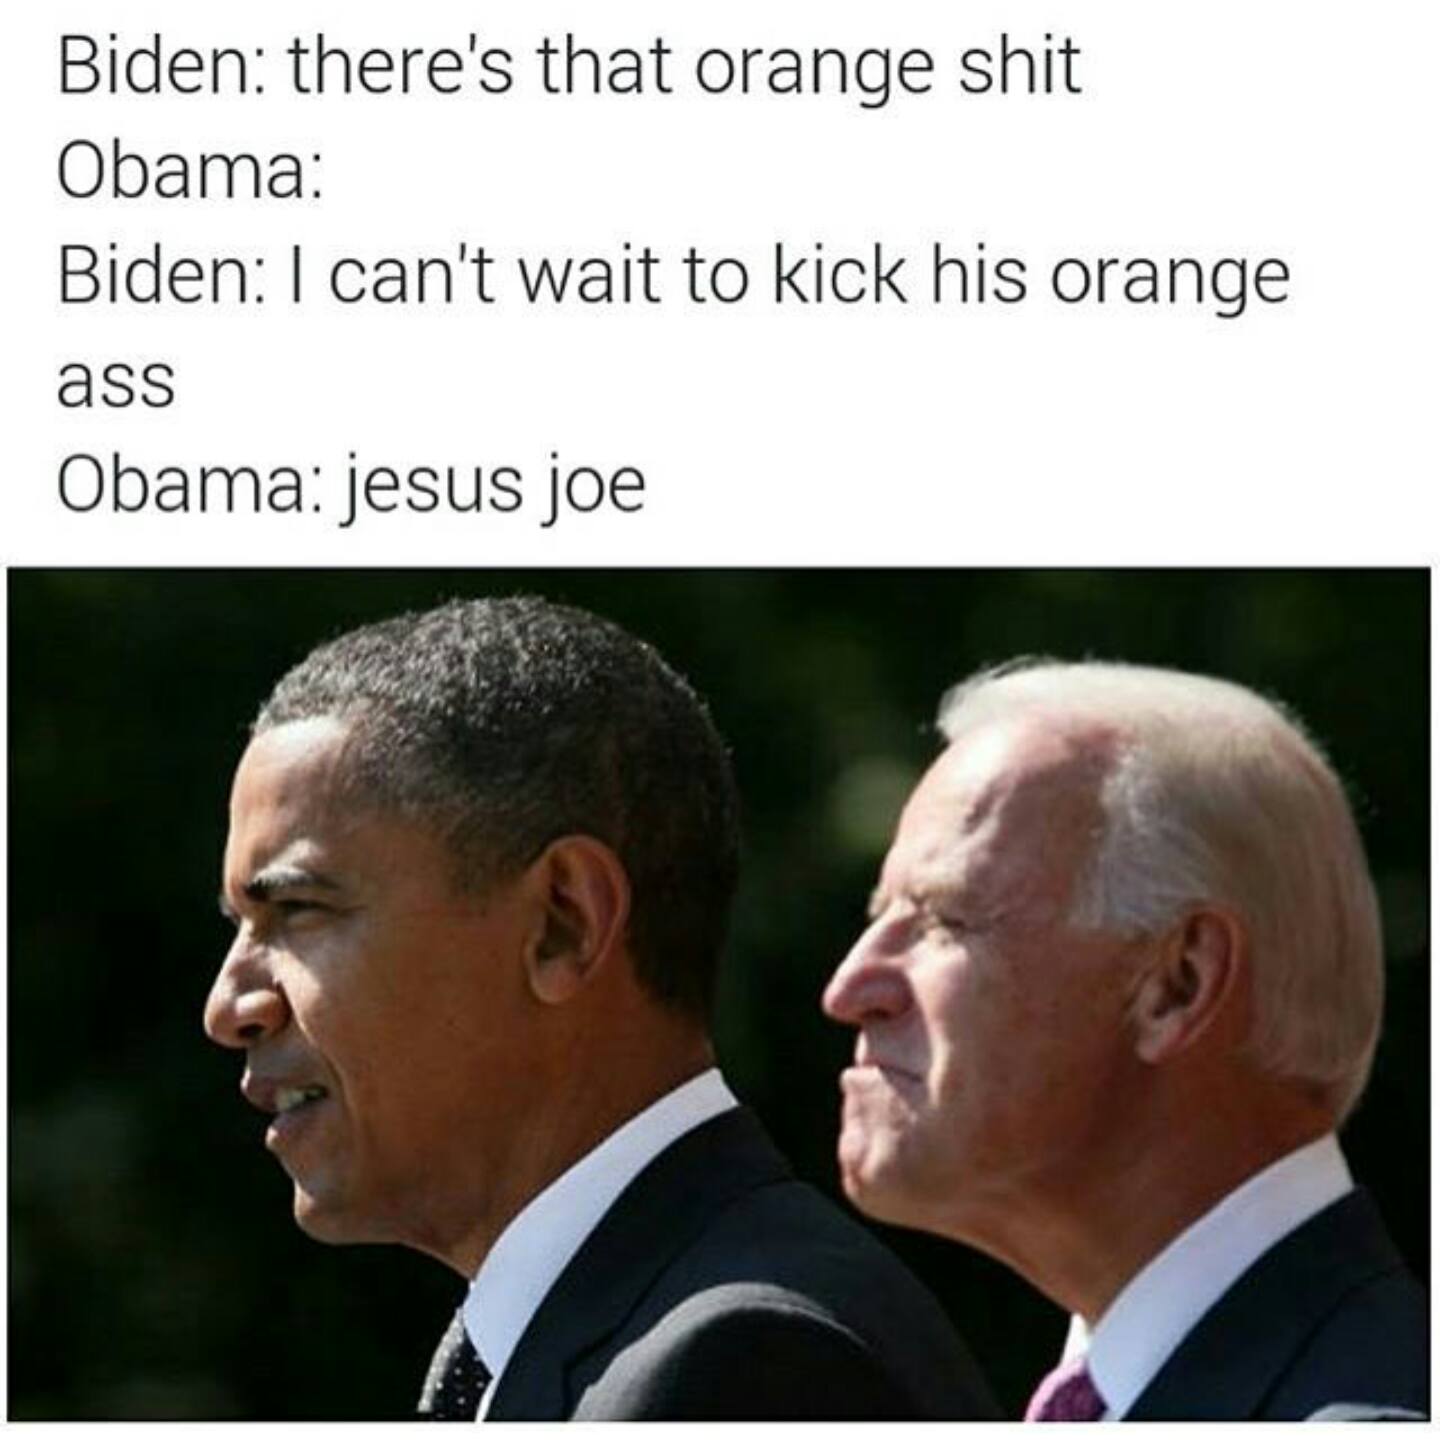 Biden: there's that orange shit
Obama:
Biden: I can't wait to kick his orange
ass
Obama: jesus joe